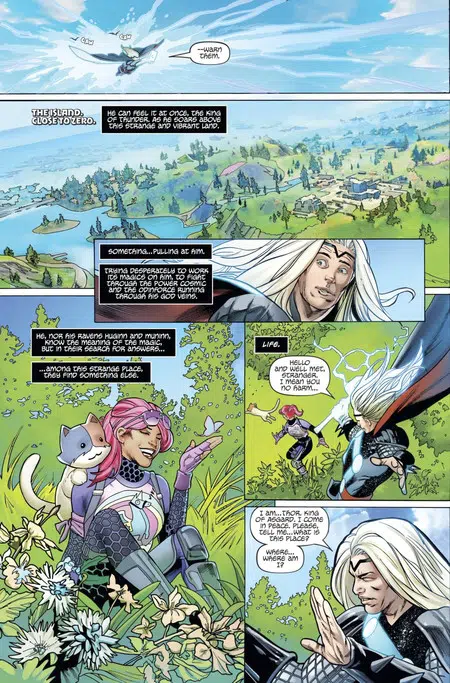 CAW
CAW
--WARN
THEM.
THE ISLAND.
CLOSE TO ZERO.
HE CAN FEEL IT AT ONCE, THE KING
OF THUNDER, AS HE SOARS ABOVE
THIS STRANGE AND VIBRANT LAND.
SOMETHING...PULLING AT HIM.
TRYING DESPERATELY TO WORK
ITS MAGICS ON HIM, TO FIGHT
THROUGH THE POWER COSMIC
AND THE ODINFORCE RUNNING
THROUGH HIS GOD VEINS.
HE, NOR HIS RAVENS HUGINN AND MUNINN,
KNOW THE MEANING OF THE MAGIC,
BUT IN THEIR SEARCH FOR ANSWERS...
...AMONG THIS STRANGE PLACE,
THEY FIND SOMETHING ELSE.
LIFE.
HELLO
AND WELL MET,
STRANGER.
I MEAN YOU
NO HARM...
I AM...THOR. KING
OF ASGARD. I COME
IN PEACE. PLEASE,
TELL ME...WHAT IS
THIS PLACE?
WHERE...
WHERE AM
I?